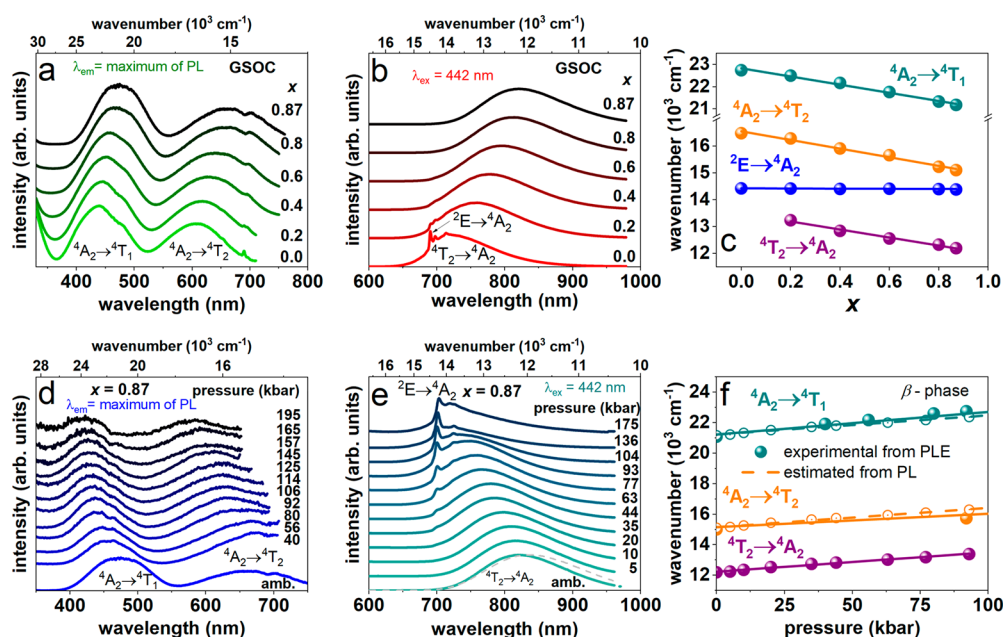 wavenumber (10³ cm⁻¹)
30 25 20 15
a
λem= maximum of PL
GSOC
x
0.87
0.8
0.6
0.4
0.2
0.0
⁴A₂→⁴T₁
⁴A₂→⁴T₂
intensity (arb. units)
400 500 600 700 800
wavelength (nm)
wavenumber (10³ cm⁻¹)
16 15 14 13 12 11 10
b
λex = 442 nm
GSOC
x
0.87
0.8
0.6
0.4
0.2
0.0
²E→⁴A₂
⁴T₂→⁴A₂
intensity (arb. units)
600 700 800 900 1000
wavelength (nm)
wavenumber (10³ cm⁻¹)
23
22
21
16
15
14
13
12
⁴A₂→⁴T₁
⁴A₂→⁴T₂
²E→⁴A₂
⁴T₂→⁴A₂
C
0.0 0.2 0.4 0.6 0.8 1.0
x
wavenumber (10³ cm⁻¹)
28 26 24 22 20 18 16
d
x = 0.87
pressure (kbar)
λem= maximum of PL
195
165
157
145
125
114
106
92
80
56
40
amb.
⁴A₂→⁴T₁
⁴A₂→⁴T₂
intensity (arb. units)
400 500 600 700
wavelength (nm)
wavenumber (10³ cm⁻¹)
16 15 14 13 12 11 10
²E→⁴A₂
x = 0.87
λex = 442 nm
e
pressure (kbar)
175
136
104
93
77
63
44
35
20
10
5
amb.
⁴T₂→⁴A₂
intensity (arb. units)
600 700 800 900 1000
wavelength (nm)
wavenumber (10³ cm⁻¹)
24
22
20
18
16
14
12
f
β- phase
⁴A₂→⁴T₁
experimental from PLE
estimated from PL
⁴A₂→⁴T₂
⁴T₂→⁴A₂
0 25 50 75 100
pressure (kbar)